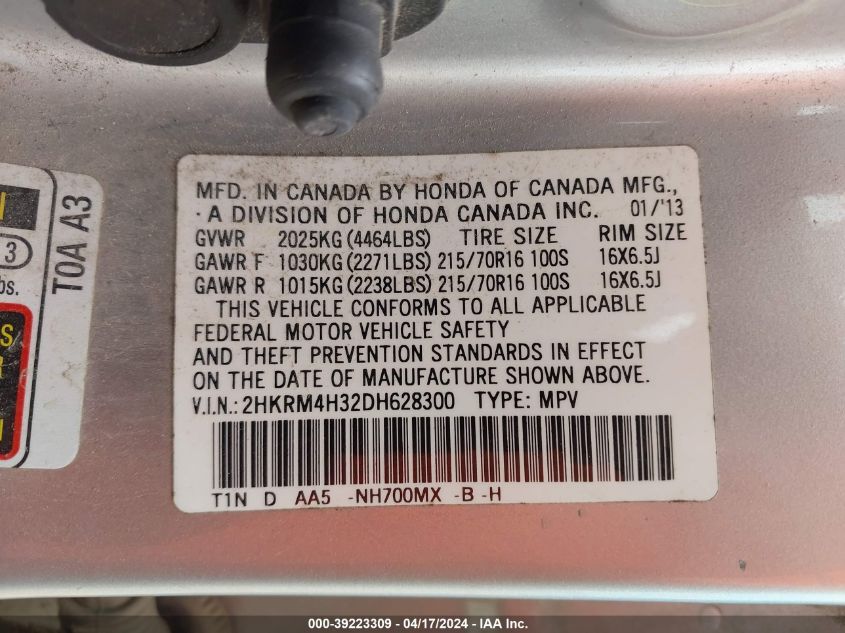 MFD. IN CANADA BY HONDA OF CANADA MFG.,
·A DIVISION OF HONDA CANADA INC. 01/'13
GVWR 2025KG(4464LBS) TIRE SIZE RIM SIZE
GAWR F 1030KG(2271LBS) 215/70R16 100S 16X6.5J
GAWR R 1015KG(2238LBS) 215/70R16 100S 16X6.5J
THIS VEHICLE CONFORMS TO ALL APPLICABLE
FEDERAL MOTOR VEHICLE SAFETY
AND THEFT PREVENTION STANDARDS IN EFFECT
ON THE DATE OF MANUFACTURE SHOWN ABOVE.
V.I.N.: 2HKRM4H32DH628300 TYPE: MPV
T1N D AA5 -NH700MX -B -H
T0A A3
3
000-39223309 - 04/17/2024 - IAA Inc.